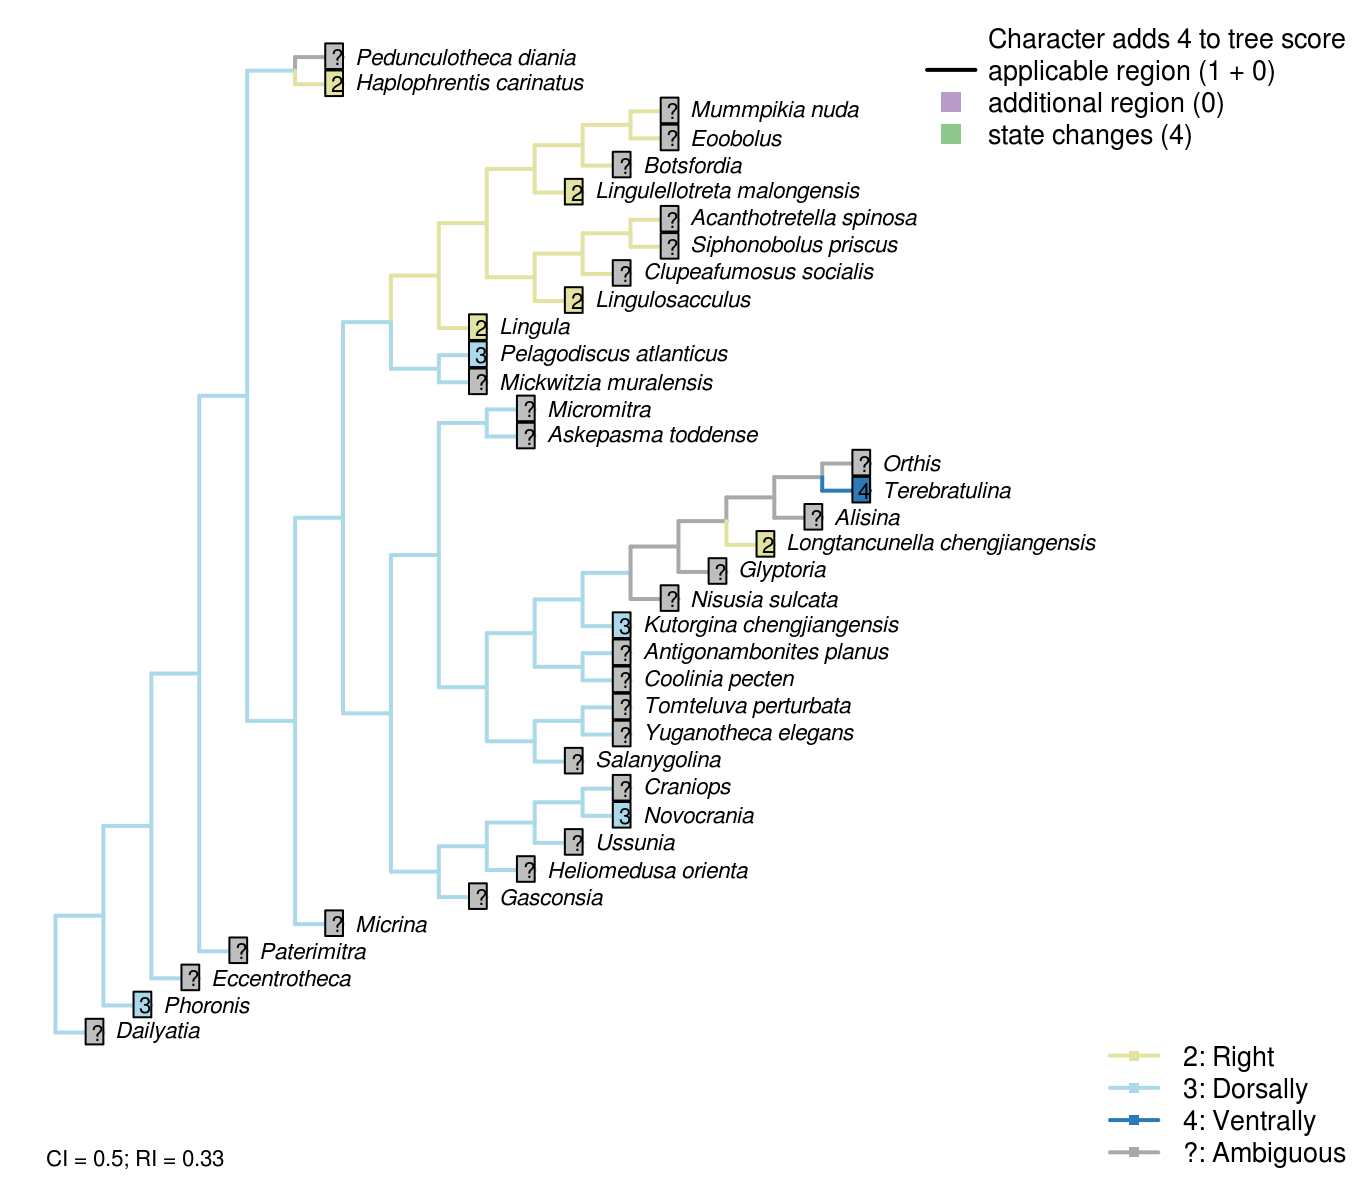 Character adds 4 to tree score
applicable region (1 + 0)
additional region (0)
state changes (4)
? Pedunculotheca diania
2 Haplophrentis carinatus
? Mummpikia nuda
? Eoobolus
? Botsfordia
2 Lingulellotreta malongensis
? Acanthotretella spinosa
? Siphonobolus priscus
? Clupeafumosus socialis
2 Lingulosacculus
2 Lingula
3 Pelagodiscus atlanticus
? Mickwitzia muralensis
? Micromitra
? Askepasma toddense
? Orthis
4 Terebratulina
? Alisina
2 Longtancunella chengjiangensis
? Glyptoria
? Nisusia sulcata
3 Kutorgina chengjiangensis
? Antigonambonites planus
? Coolinia pecten
? Tomteluva perturbata
? Yuganotheca elegans
? Salanygolina
? Craniops
3 Novocrania
? Ussunia
? Heliomedusa orienta
? Gasconsia
? Micrina
? Paterimitra
? Eccentrotheca
3 Phoronis
? Dailyatia
2: Right
3: Dorsally
4: Ventrally
?: Ambiguous
CI = 0.5; RI = 0.33